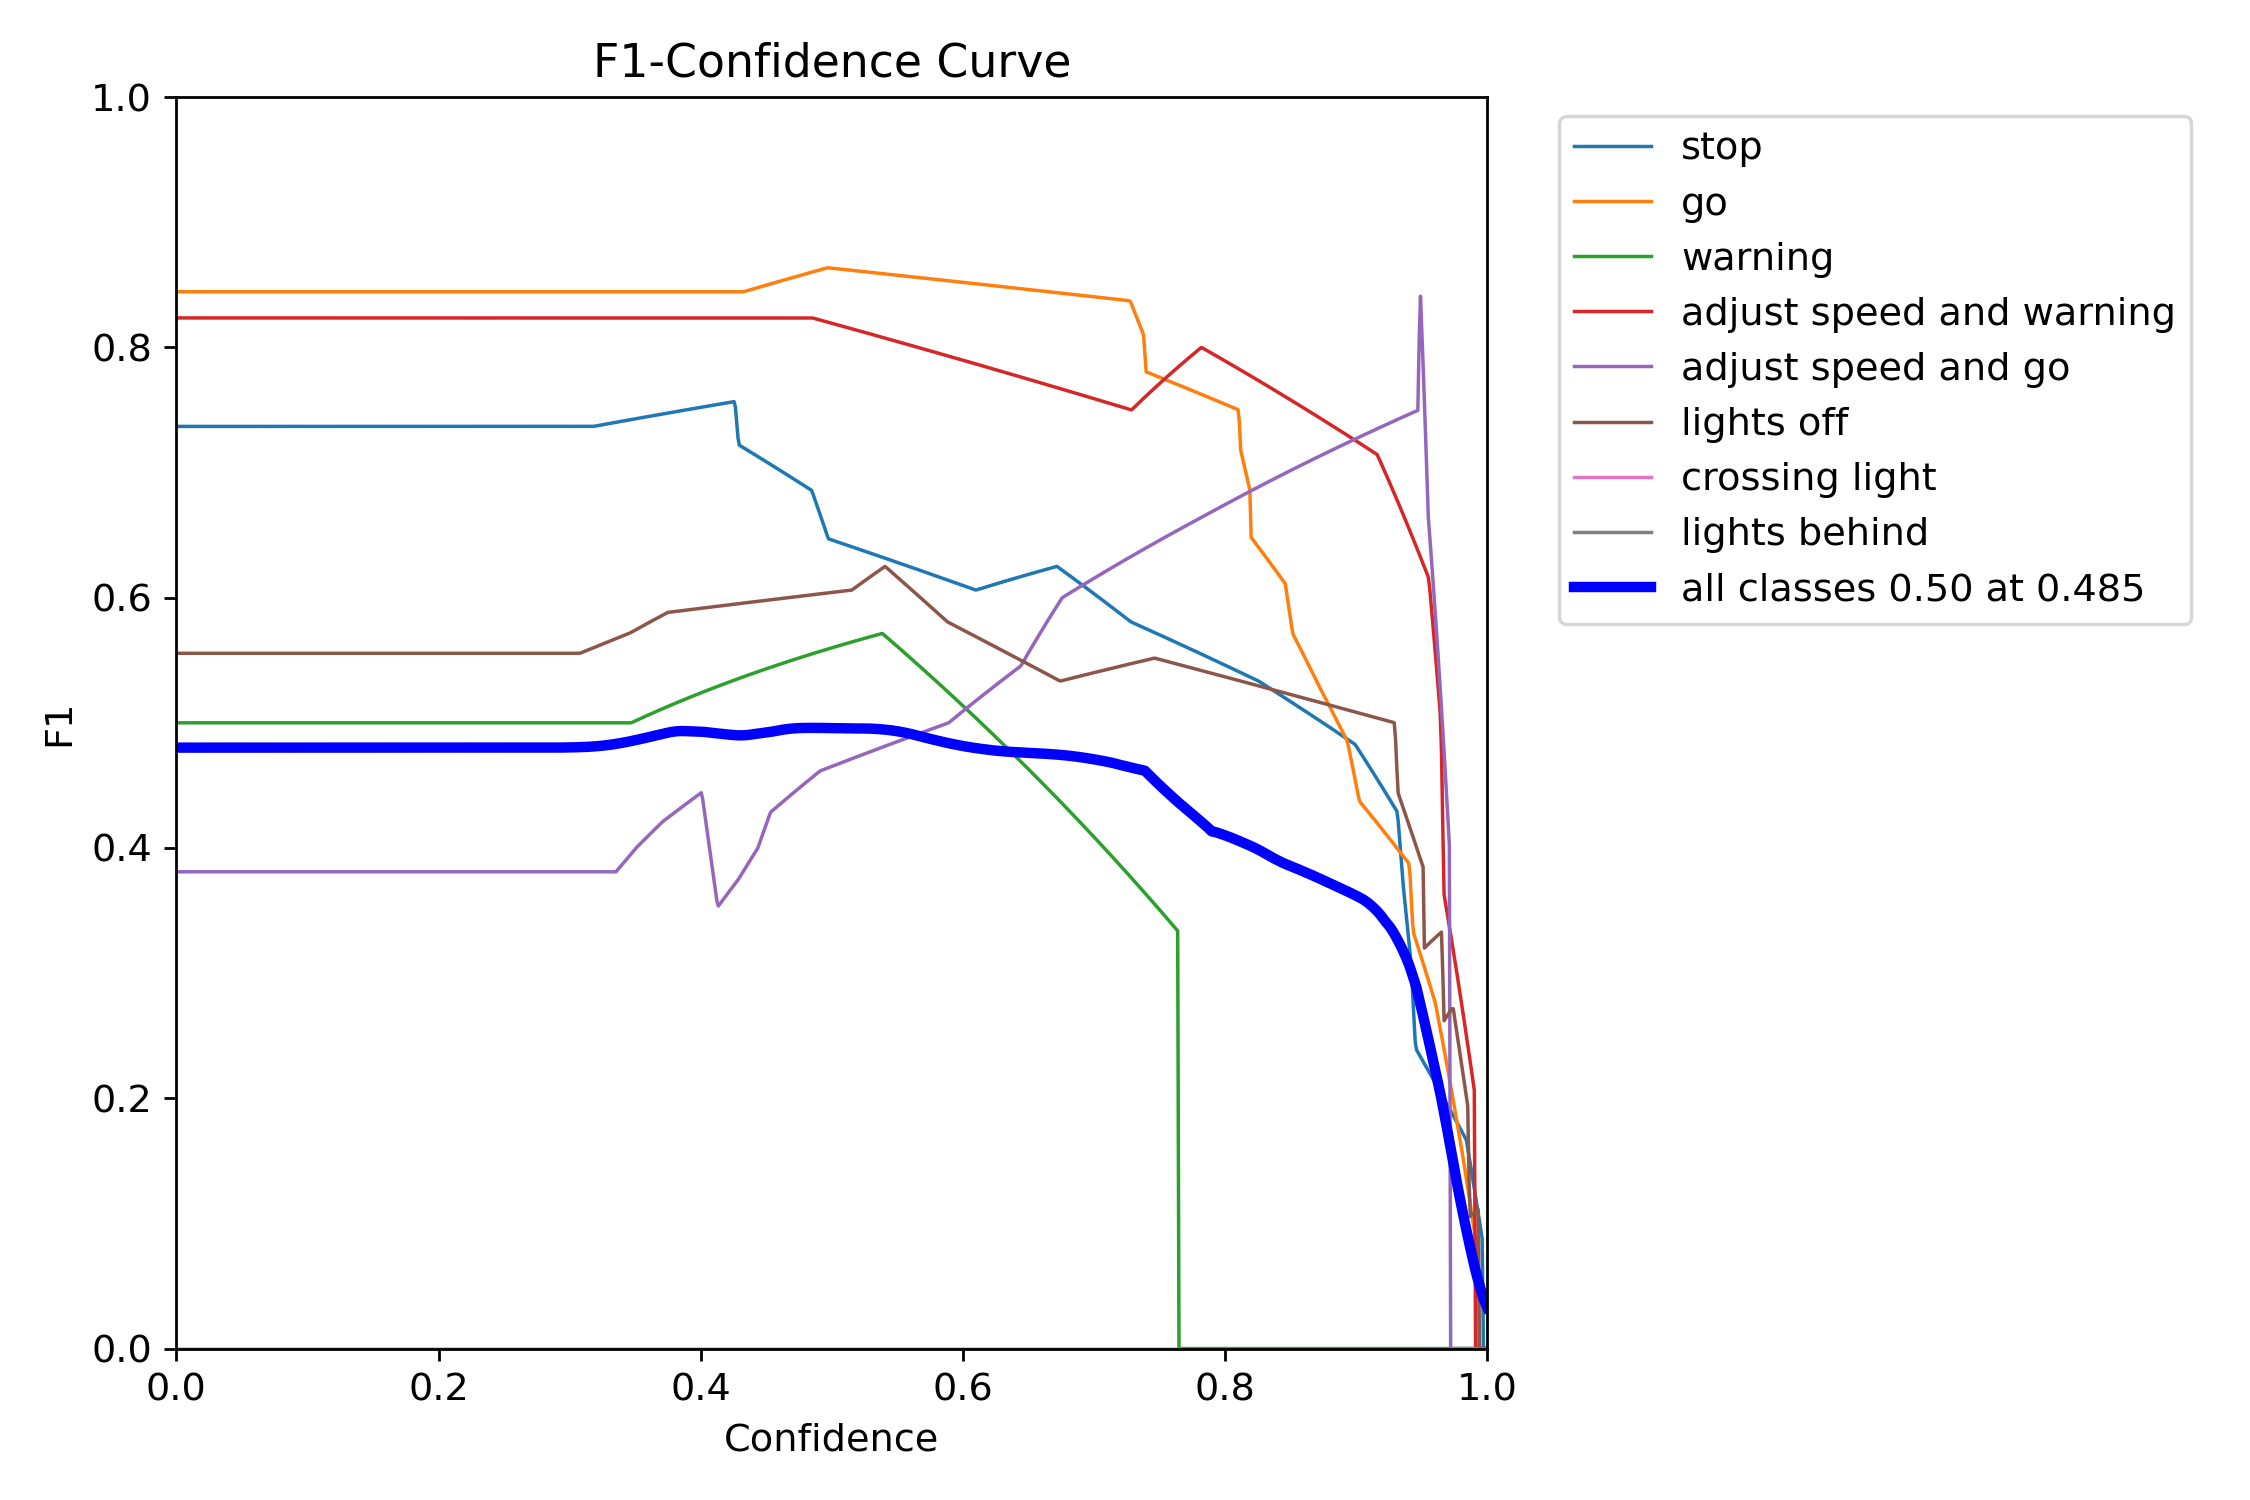 F1-Confidence Curve
1.0
0.8
0.6
0.4
0.2
0.0
F1
0.0 0.2 0.4 0.6 0.8 1.0
Confidence
stop
go
warning
adjust speed and warning
adjust speed and go
lights off
crossing light
lights behind
all classes 0.50 at 0.485